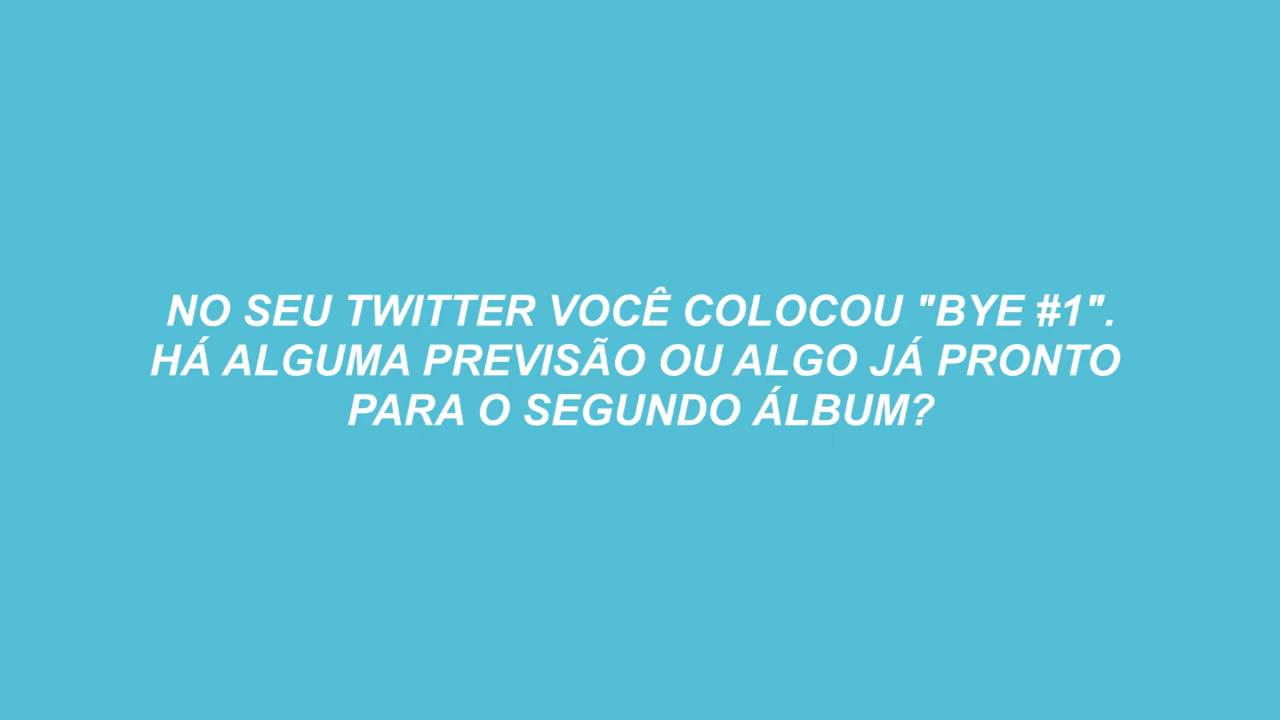 NO SEU TWITTER VOCÊ COLOCOU "BYE #1".
HÁ ALGUMA PREVISÃO OU ALGO JÁ PRONTO
PARA O SEGUNDO ÁLBUM?